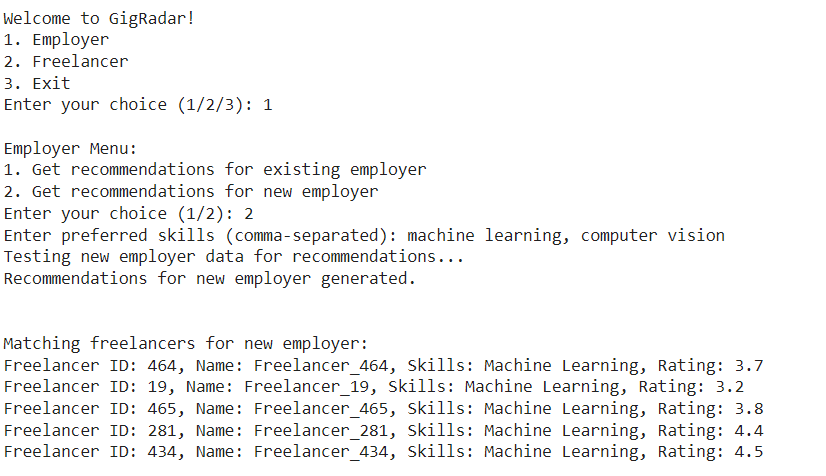 Welcome to GigRadar!
1. Employer
2. Freelancer
3. Exit
Enter your choice (1/2/3): 1
Employer Menu:
1. Get recommendations for existing employer
2. Get recommendations for new employer
Enter your choice (1/2): 2
Enter preferred skills (comma-separated): machine learning, computer vision
Testing new employer data for recommendations...
Recommendations for new employer generated.
Matching freelancers for new employer:
Freelancer ID: 464, Name: Freelancer_464, Skills: Machine Learning, Rating: 3.7
Freelancer ID: 19, Name: Freelancer_19, Skills: Machine Learning, Rating: 3.2
Freelancer ID: 465, Name: Freelancer_465, Skills: Machine Learning, Rating: 3.8
Freelancer ID: 281, Name: Freelancer_281, Skills: Machine Learning, Rating: 4.4
Freelancer ID: 434, Name: Freelancer_434, Skills: Machine Learning, Rating: 4.5